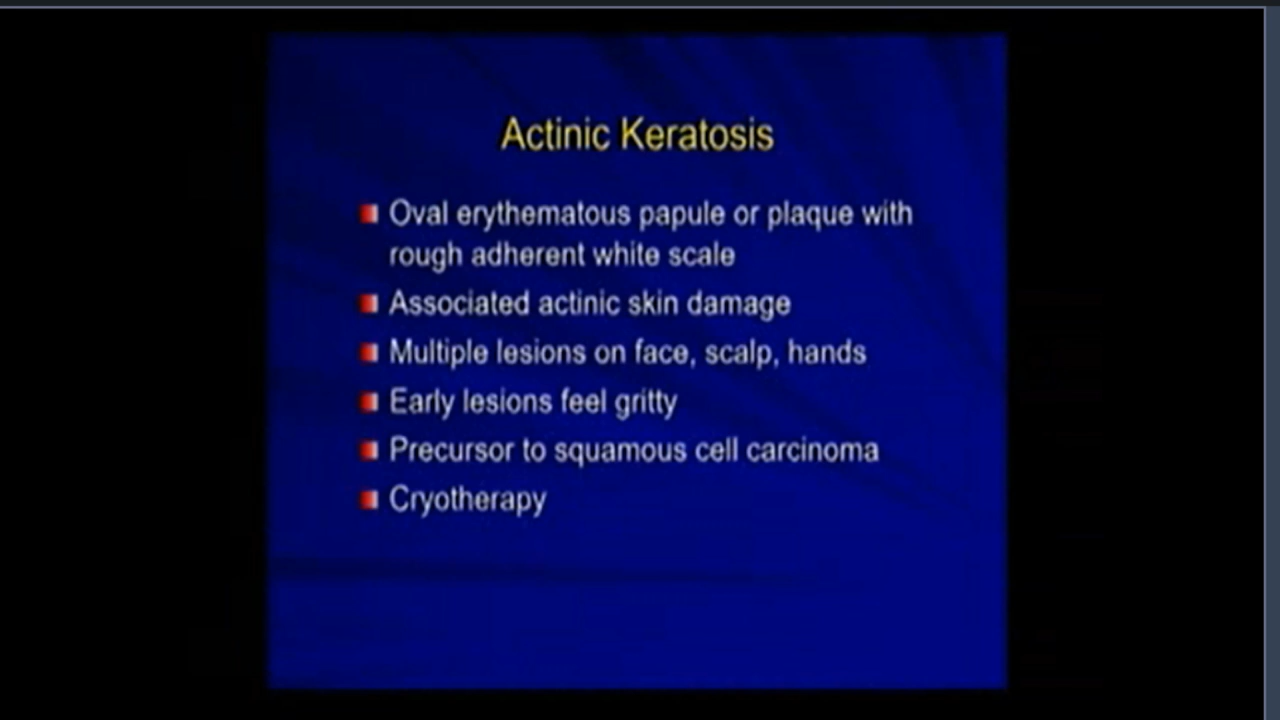 Actinic Keratosis
Oval erythematous papule or plaque with
rough adherent white scale
Associated actinic skin damage
Multiple lesions on face, scalp, hands
Early lesions feel gritty
Precursor to squamous cell carcinoma
Cryotherapy